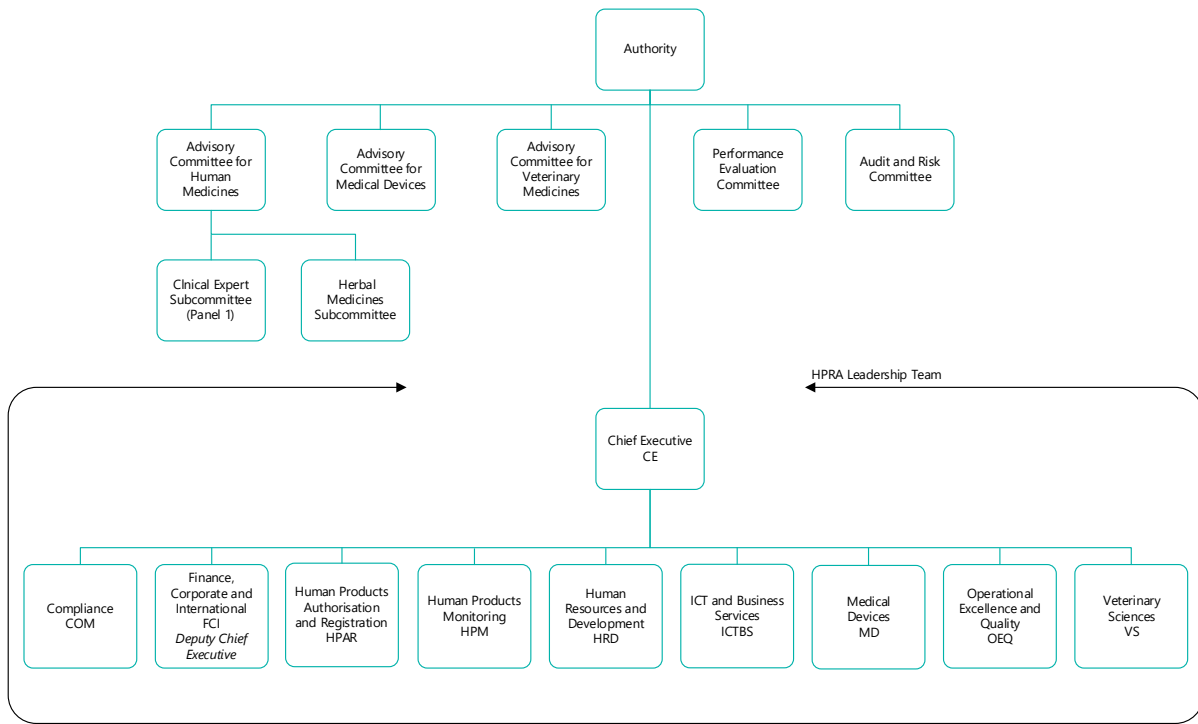 Authority
Advisory
Committee for
Human
Medicines
Advisory
Committee for
Medical Devices
Advisory
Committee for
Veterinary
Medicines
Performance
Evaluation
Committee
Audit and Risk
Committee
Clnical Expert
Subcommittee
(Panel 1)
Herbal
Medicines
Subcommittee
HPRA Leadership Team
Chief Executive
CE
Compliance
COM
Finance,
Corporate and
International
FCI
Deputy Chief
Executive
Human Products
Authorisation
and Registration
HPAR
Human Products
Monitoring
HPM
Human
Resources and
Development
HRD
ICT and Business
Services
ICTBS
Medical
Devices
MD
Operational
Excellence and
Quality
OEQ
Veterinary
Sciences
VS